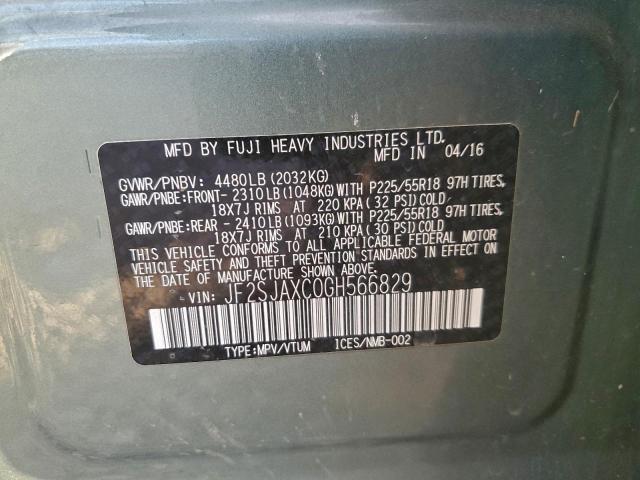 MFD BY FUJI HEAVY INDUSTRIES LTD.
MFD IN 04/16
GVWR/PNBV: 4480LB (2032KG)
GAWR/PNBE:FRONT- 2310LB(1048KG)WITH P225/55R18 97H TIRES,
18X7J RIMS AT 220 KPA (32 PSI) COLD
GAWR/PNBE:REAR - 2410LB(1093KG)WITH P225/55R18 97H TIRES,
18X7J RIMS AT 210 KPA (30 PSI) COLD
THIS VEHICLE CONFORMS TO ALL APPLICABLE FEDERAL MOTOR
VEHICLE SAFETY AND THEFT PREVENTION STANDARDS IN EFFECT ON
THE DATE OF MANUFACTURE SHOWN ABOVE.
VIN: JF2SJAXC0GH566829
TYPE:MPV/VTUM ICES/NMB-002